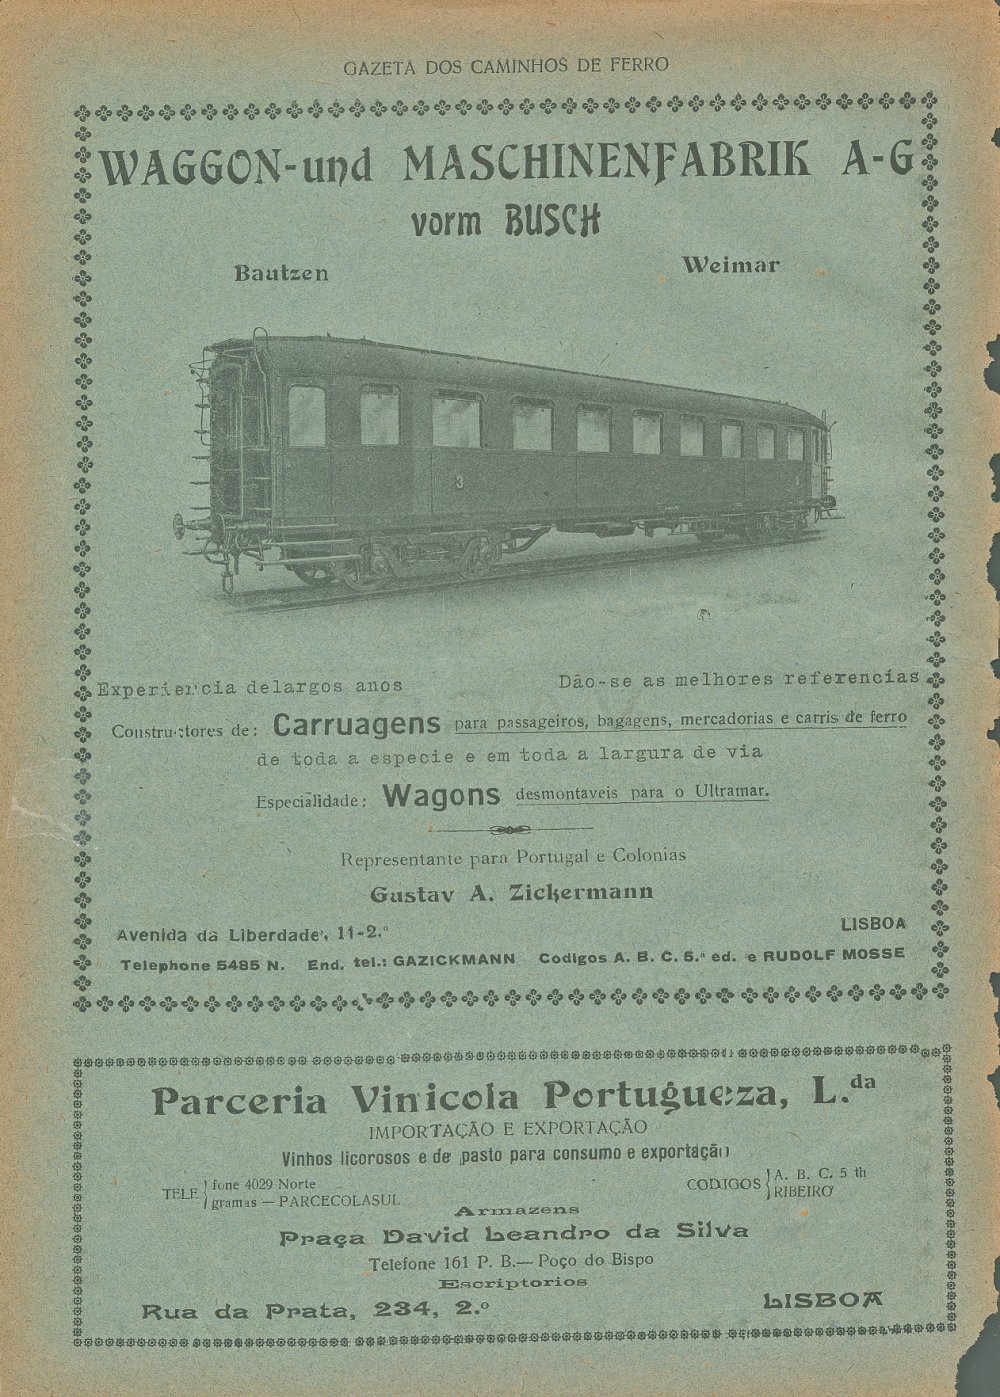 GAZETA DOS CAMINHOS DE FERRO
WAGGON-und MASCHINENFABRIK A-G
vorm BUSCH
Bautzen Weimar
3
Experiencia delargos anos Dão-se as melhores referencias
Constructores de: Carruagens para passageiros, bagagens, mercadorias e carris de ferro
de toda a especie e em toda a largura de via
Especialidade: Wagons desmontaveis para o Ultramar.
Representante para Portugal e Colonias
Gustav A. Zickermann
Avenida da Liberdade, 11-2.º LISBOA
Telephone 5485 N. End. tel.: GAZICKMANN Codigos A. B. C. 5.ª ed. e RUDOLF MOSSE
Parceria Vinicola Portugueza, L.da
IMPORTAÇÃO E EXPORTAÇÃO
Vinhos licorosos e de pasto para consumo e exportação
TELE fone 4029 Norte
gramas — PARCECOLASUL
CODIGOS A. B. C. 5 th
RIBEIRO
Armazens
Praça David Leandro da Silva
Telefone 161 P. B.— Poço do Bispo
Escriptorios
Rua da Prata, 234, 2.º LISBOA